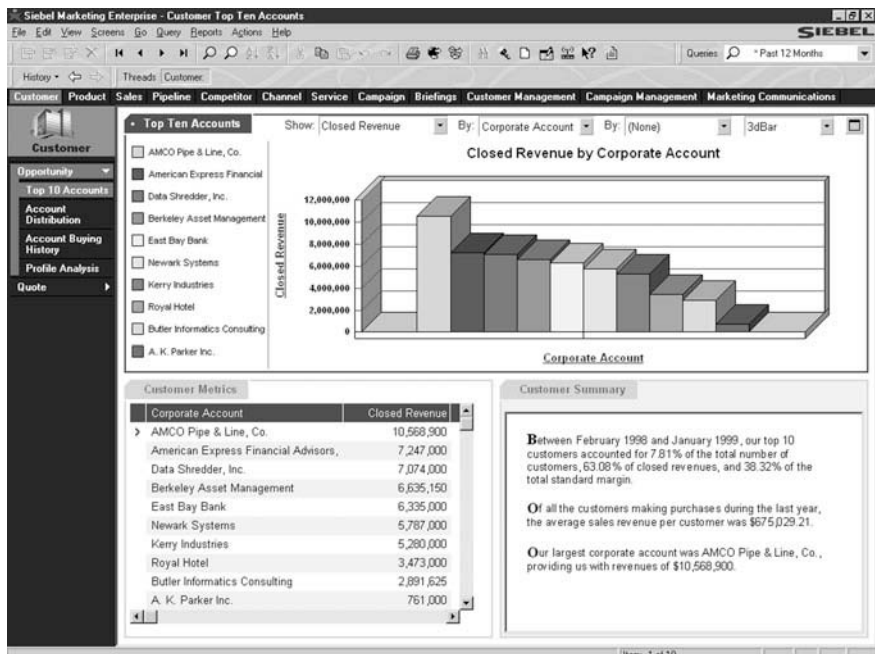 Siebel Marketing Enterprise - Customer Top Ten Accounts
File Edit View Screens Go Query Reports Actions Help
SIEBEL
Queries * Past 12 Months
History Threads Customer:
Customer Product Sales Pipeline Competitor Channel Service Campaign Briefings Customer Management Campaign Management Marketing Communications
Customer
Opportunity
Top 10 Accounts
Account
Distribution
Account Buying
History
Profile Analysis
Quote
Top Ten Accounts
Show: Closed Revenue By: Corporate Account By: (None) 3dBar
AMCO Pipe & Line, Co.
American Express Financial
Data Shredder, Inc.
Berkeley Asset Management
East Bay Bank
Newark Systems
Kerry Industries
Royal Hotel
Butler Informatics Consulting
A. K. Parker Inc.
Closed Revenue by Corporate Account
Closed Revenue
12,000,000
10,000,000
8,000,000
6,000,000
4,000,000
2,000,000
0
Corporate Account
Customer Metrics
Corporate Account Closed Revenue
AMCO Pipe & Line, Co. 10,568,900
American Express Financial Advisors, 7,247,000
Data Shredder, Inc. 7,074,000
Berkeley Asset Management 6,635,150
East Bay Bank 6,335,000
Newark Systems 5,787,000
Kerry Industries 5,280,000
Royal Hotel 3,473,000
Butler Informatics Consulting 2,891,625
A. K. Parker Inc. 761,000
Customer Summary
Between February 1998 and January 1999, our top 10
customers accounted for 7.81% of the total number of
customers, 63.08% of closed revenues, and 38.32% of the
total standard margin.
Of all the customers making purchases during the last year,
the average sales revenue per customer was $675,029.21.
Our largest corporate account was AMCO Pipe & Line, Co.,
providing us with revenues of $10,568,900.